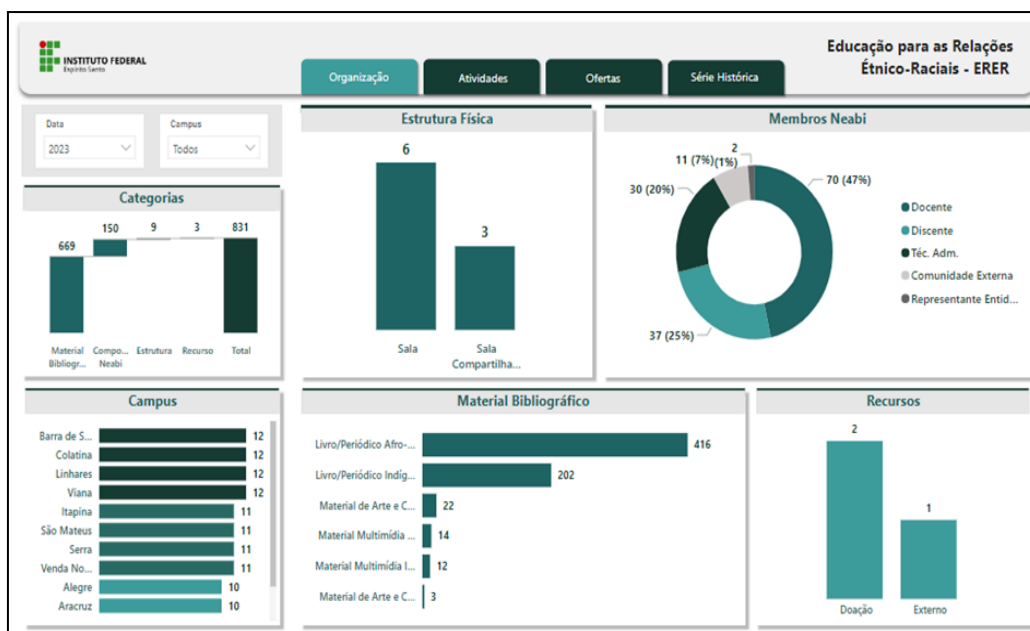 INSTITUTO FEDERAL
Espírito Santo
Organização
Atividades
Ofertas
Série Histórica
Educação para as Relações
Étnico-Raciais - ERER
Data
2023
Campus
Todos
Categorias
669
150
9
3
831
Material
Bibliogr...
Compo...
Neabi
Estrutura
Recurso
Total
Estrutura Física
6
3
Sala
Sala
Compartilha...
Membros Neabi
2
11 (7%)
(1%)
70 (47%)
30 (20%)
37 (25%)
Docente
Discente
Téc. Adm.
Comunidade Externa
Representante Entid...
Campus
Barra de S... 12
Colatina 12
Linhares 12
Viana 12
Itapina 11
São Mateus 11
Serra 11
Venda No... 11
Alegre 10
Aracruz 10
Material Bibliográfico
Livro/Periódico Afro-... 416
Livro/Periódico Indíg... 202
Material de Arte e C... 22
Material Multimídia ... 14
Material Multimídia I... 12
Material de Arte e C... 3
Recursos
2
1
Doação
Externo